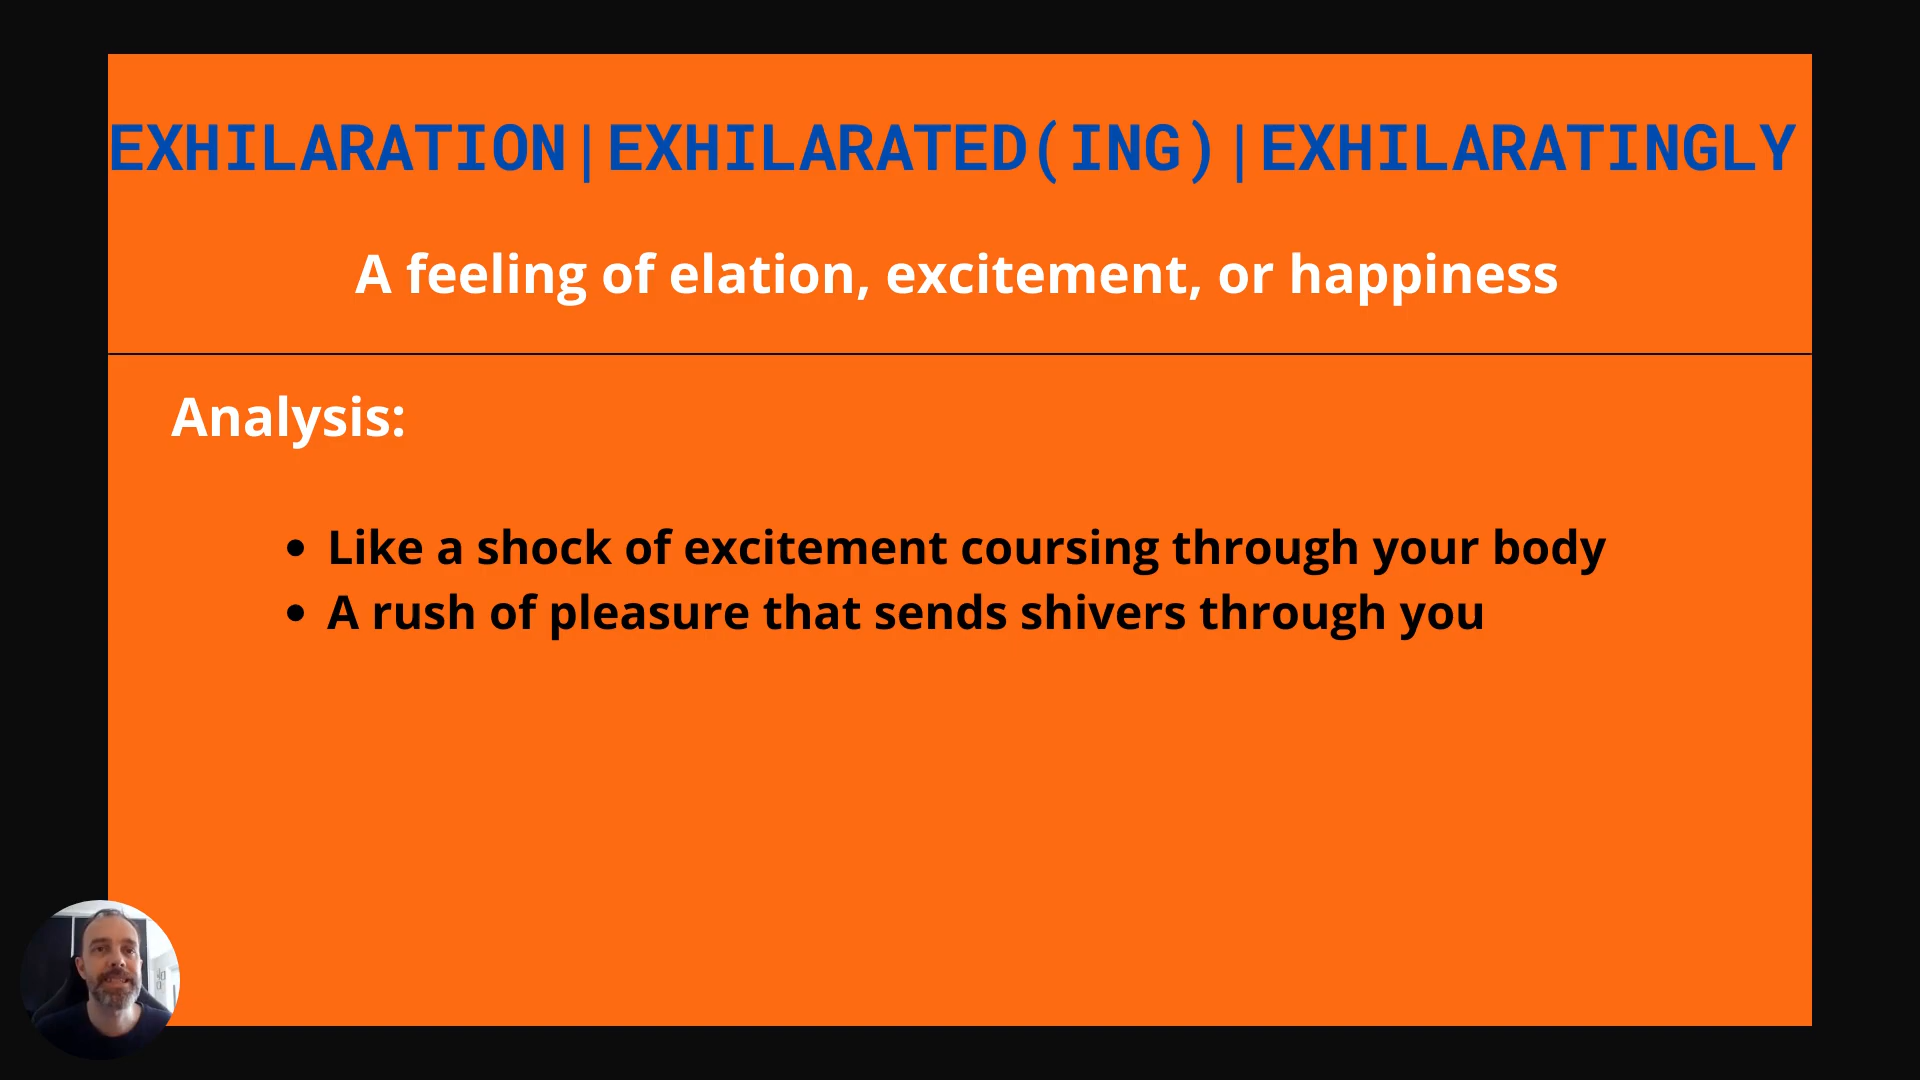 EXHILARATION|EXHILARATED(ING)|EXHILARATINGLY
A feeling of elation, excitement, or happiness
Analysis:
• Like a shock of excitement coursing through your body
• A rush of pleasure that sends shivers through you